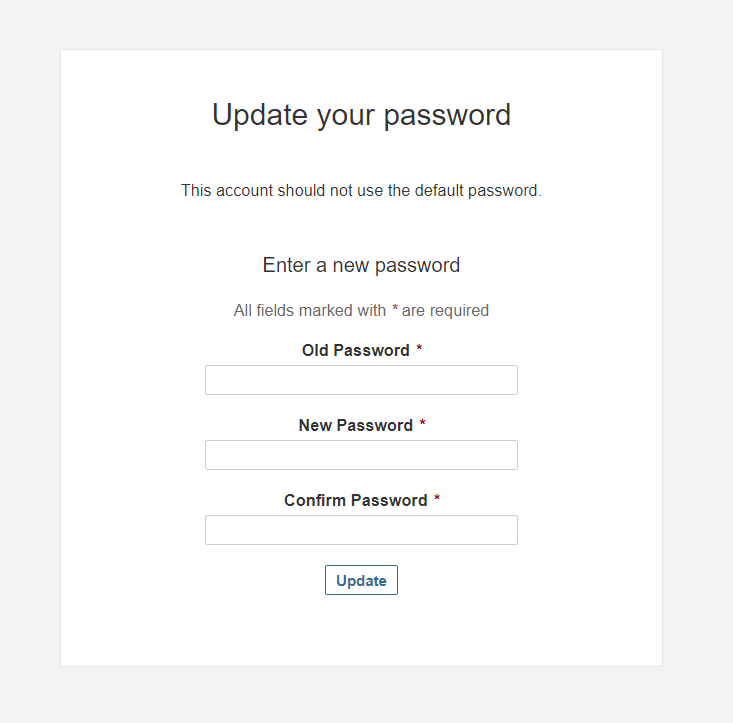 Update your password
This account should not use the default password.
Enter a new password
All fields marked with * are required
Old Password *
New Password *
Confirm Password *
Update